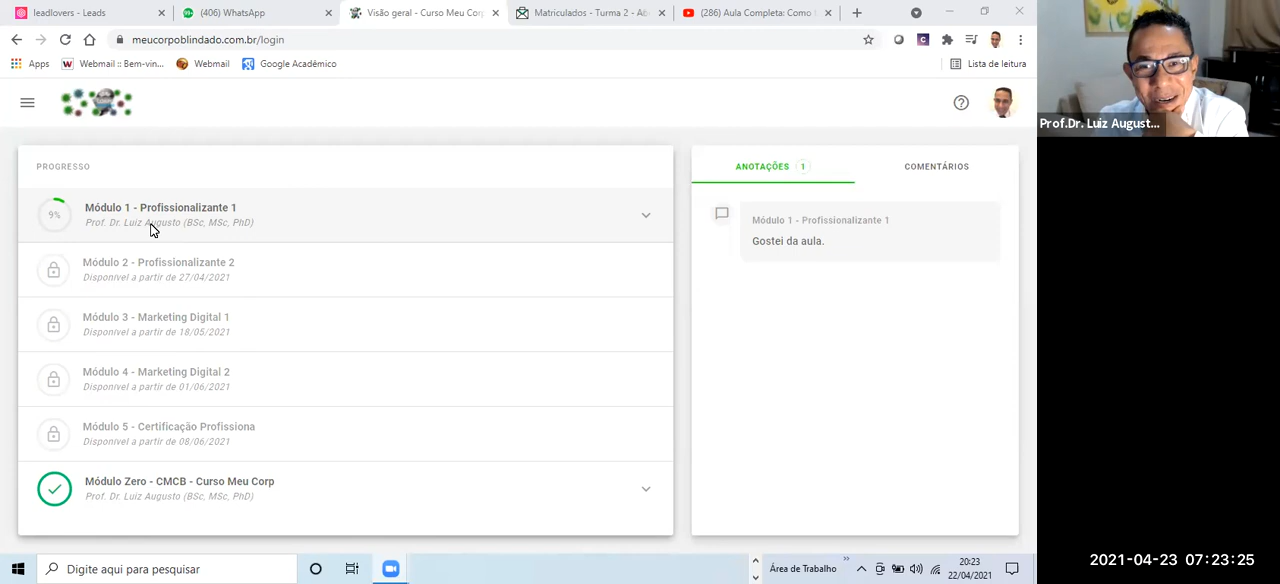 leadlovers - Leads
(406) WhatsApp
Visão geral - Curso Meu Corp
Matriculados - Turma 2 - Ab
(286) Aula Completa: Como
meucorpoblindado.com.br/login
Apps
Webmail :: Bem-vin...
Webmail
Google Acadêmico
Lista de leitura
PROGRESSO
9%
Módulo 1 - Profissionalizante 1
Prof. Dr. Luiz Augusto (BSc, MSc, PhD)
Módulo 2 - Profissionalizante 2
Disponível a partir de 27/04/2021
Módulo 3 - Marketing Digital 1
Disponível a partir de 18/05/2021
Módulo 4 - Marketing Digital 2
Disponível a partir de 01/06/2021
Módulo 5 - Certificação Profissiona
Disponível a partir de 08/06/2021
Módulo Zero - CMCB - Curso Meu Corp
Prof. Dr. Luiz Augusto (BSc, MSc, PhD)
ANOTAÇÕES 1
COMENTÁRIOS
Módulo 1 - Profissionalizante 1
Gostei da aula.
Prof.Dr. Luiz August...
Digite aqui para pesquisar
Área de Trabalho
20:23
22/04/2021
2021-04-23 07:23:25